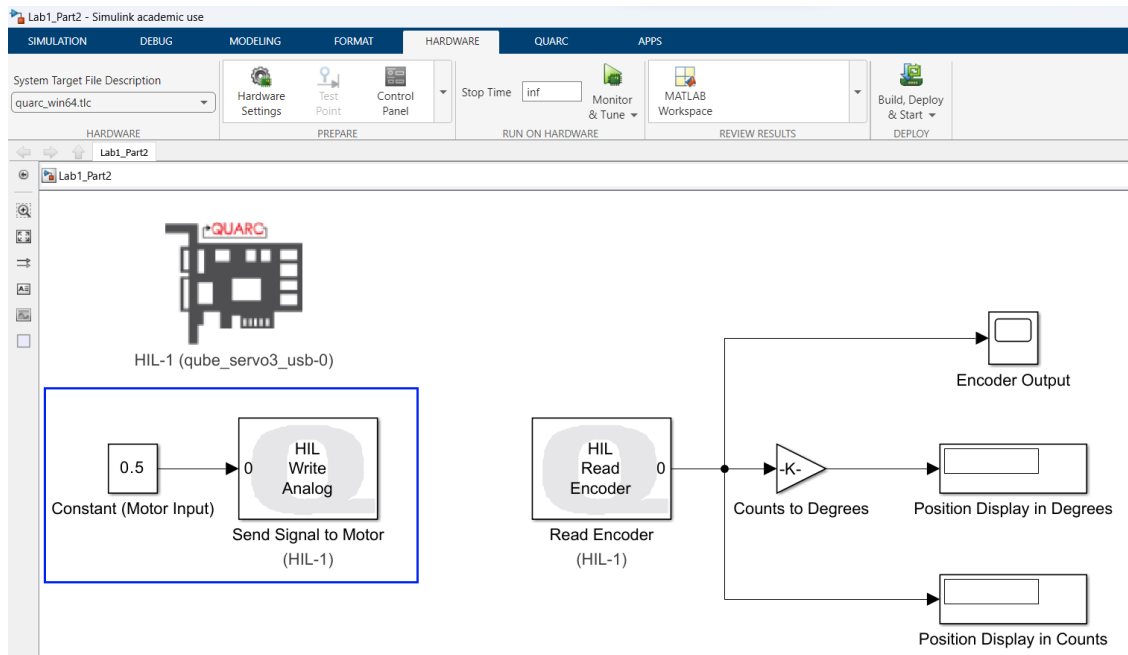 Lab1_Part2 - Simulink academic use
SIMULATION DEBUG MODELING FORMAT HARDWARE QUARC APPS
System Target File Description
quarc_win64.tlc
Hardware
Settings
Test
Point
Control
Panel
Stop Time inf
Monitor
& Tune
MATLAB
Workspace
Build, Deploy
& Start
HARDWARE PREPARE RUN ON HARDWARE REVIEW RESULTS DEPLOY
Lab1_Part2
Lab1_Part2
QUARC
HIL-1 (qube_servo3_usb-0)
0.5
Constant (Motor Input)
0
HIL
Write
Analog
Send Signal to Motor
(HIL-1)
HIL
Read
Encoder
0
Read Encoder
(HIL-1)
Encoder Output
-K-
Counts to Degrees
Position Display in Degrees
Position Display in Counts